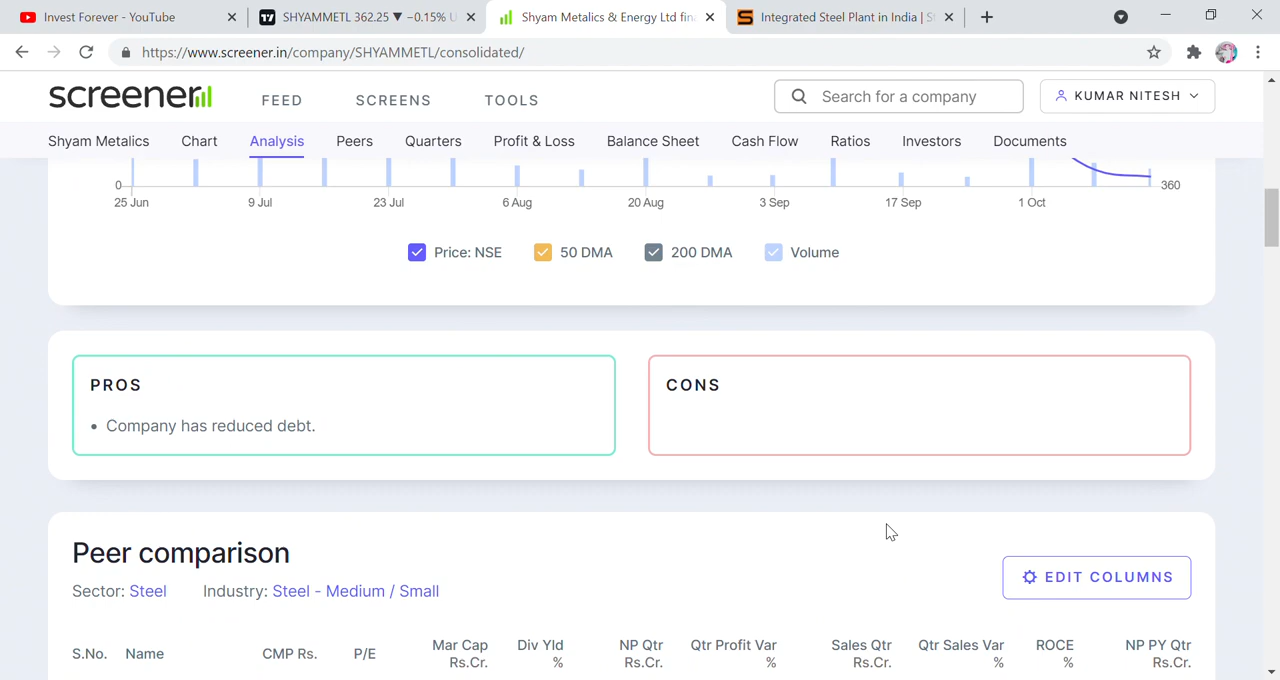 Invest Forever - YouTube
SHYAMMETL 362.25 ▼ −0.15% U
Shyam Metalics & Energy Ltd fin
Integrated Steel Plant in India | S
https://www.screener.in/company/SHYAMMETL/consolidated/
screener
FEED
SCREENS
TOOLS
Search for a company
KUMAR NITESH
Shyam Metalics
Chart
Analysis
Peers
Quarters
Profit & Loss
Balance Sheet
Cash Flow
Ratios
Investors
Documents
0
360
25 Jun
9 Jul
23 Jul
6 Aug
20 Aug
3 Sep
17 Sep
1 Oct
Price: NSE
50 DMA
200 DMA
Volume
PROS
• Company has reduced debt.
CONS
Peer comparison
Sector: Steel
Industry: Steel - Medium / Small
EDIT COLUMNS
S.No.
Name
CMP Rs.
P/E
Mar Cap
Rs.Cr.
Div Yld
%
NP Qtr
Rs.Cr.
Qtr Profit Var
%
Sales Qtr
Rs.Cr.
Qtr Sales Var
%
ROCE
%
NP PY Qtr
Rs.Cr.